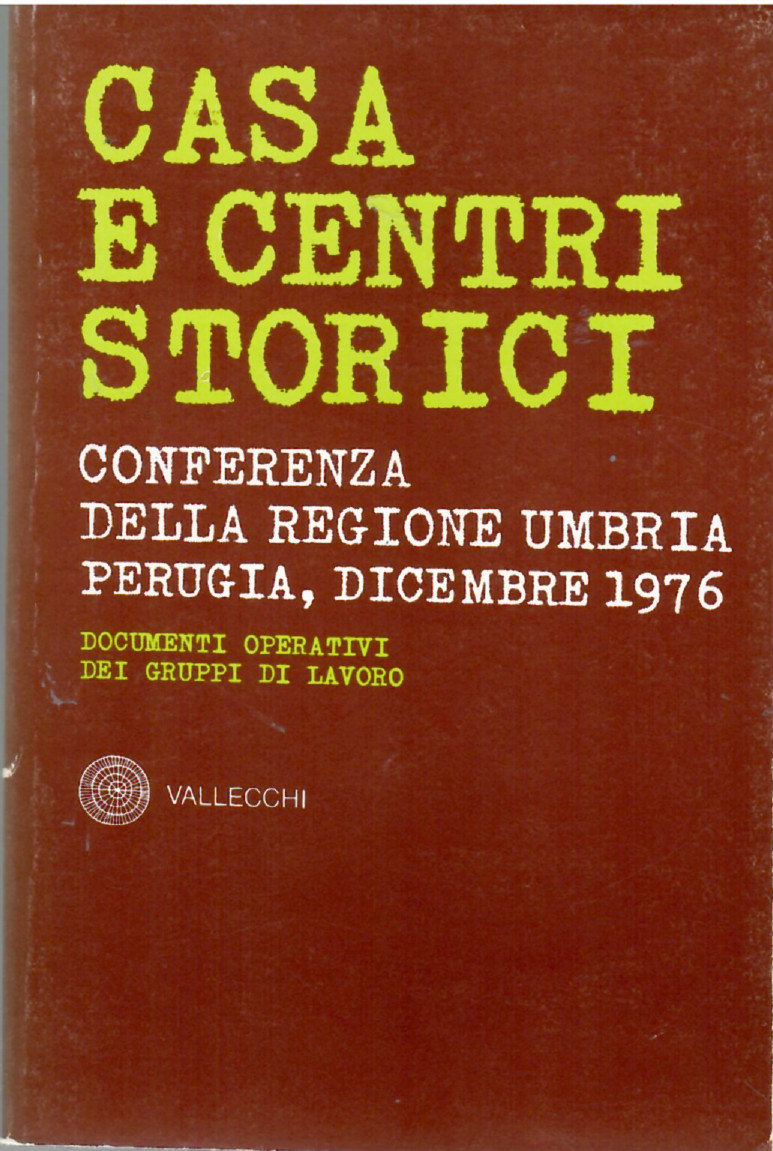 CASA
E CENTRI
STORICI
CONFERENZA
DELLA REGIONE UMBRIA
PERUGIA, DICEMBRE 1976
DOCUMENTI OPERATIVI
DEI GRUPPI DI LAVORO
VALLECCHI